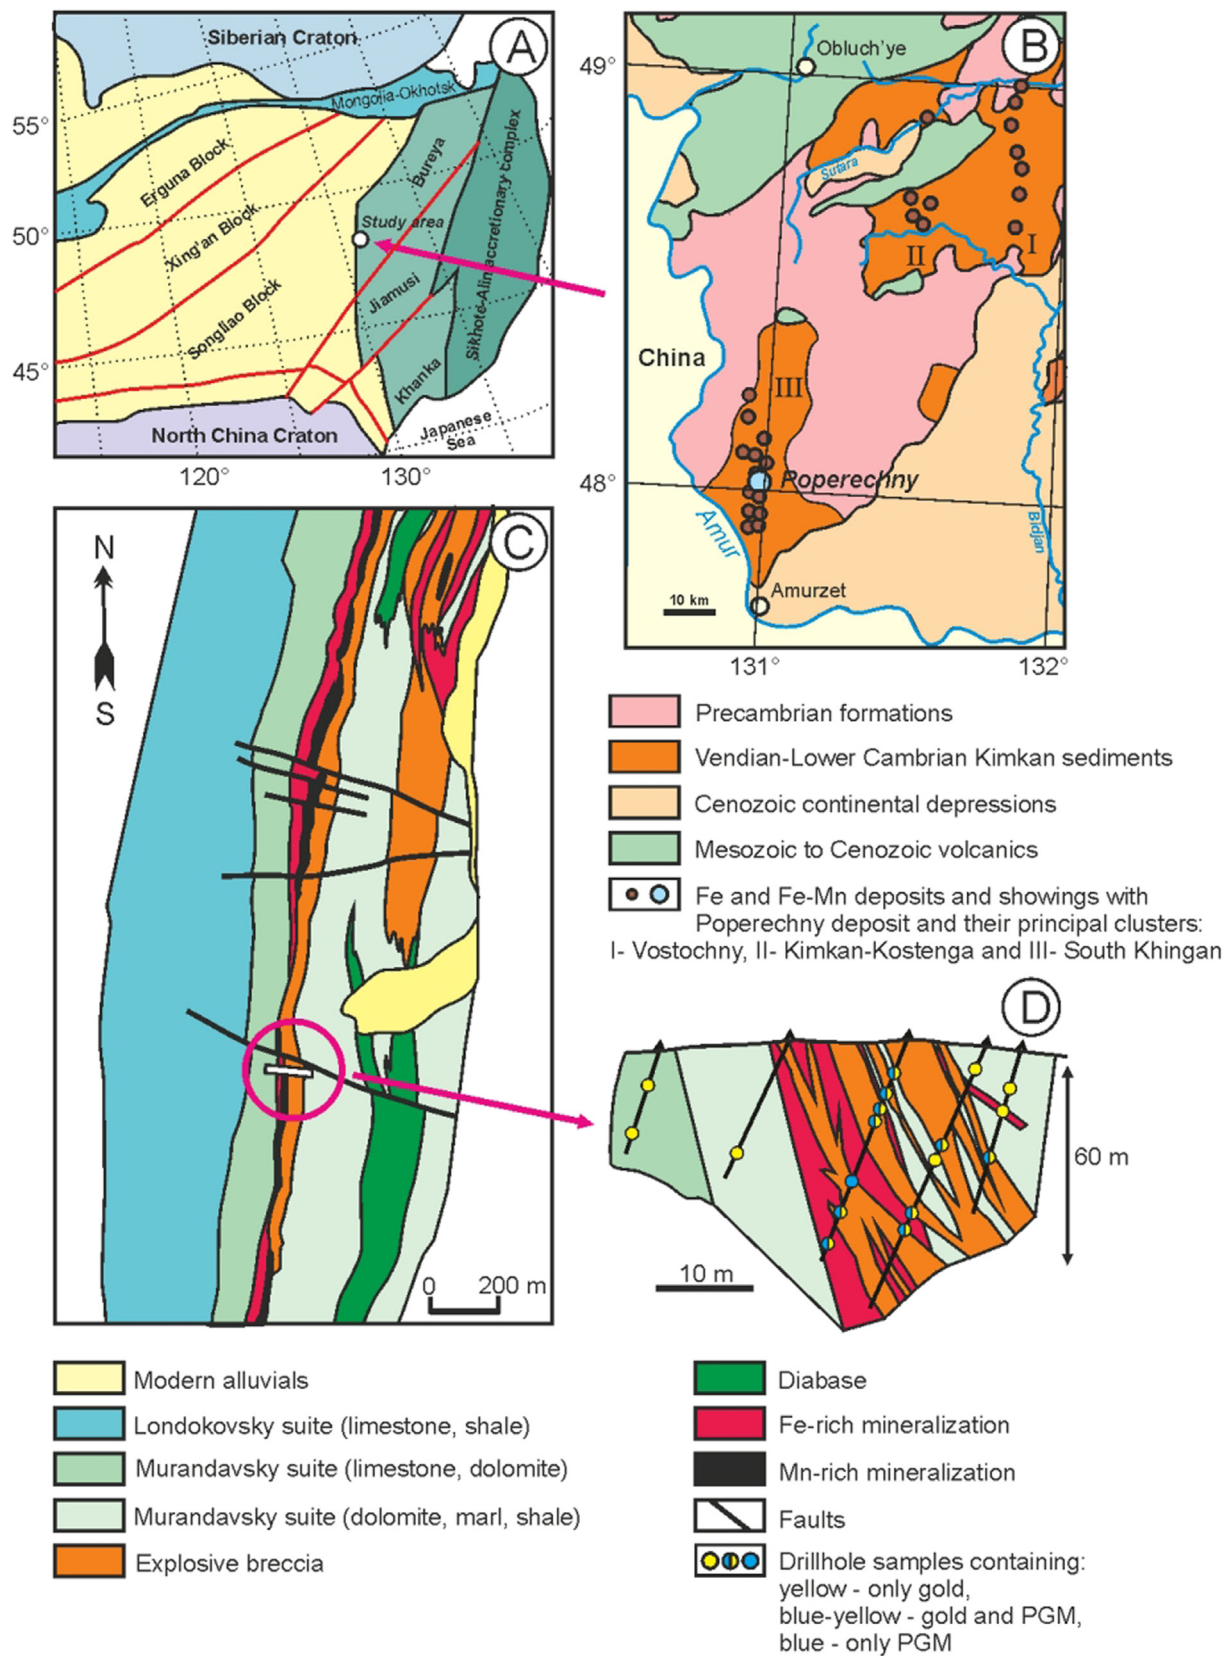 A
Siberian Craton
Mongolia-Okhotsk
Erguna Block
Xing'an Block
Songliao Block
Bureya
Study area
Jiamusi
Khanka
Sikhote-Alin accretionary complex
North China Craton
Japanese
Sea
55°
50°
45°
120°
130°
B
Obluch'ye
49°
Sutara
I
II
China
III
48°
Poperechny
Amur
Bidjan
Amurzet
10 km
131°
132°
Precambrian formations
Vendian-Lower Cambrian Kimkan sediments
Cenozoic continental depressions
Mesozoic to Cenozoic volcanics
Fe and Fe-Mn deposits and showings with
Poperechny deposit and their principal clusters:
I- Vostochny, II- Kimkan-Kostenga and III- South Khingan
C
N
S
0 200 m
D
60 m
10 m
Modern alluvials
Londokovsky suite (limestone, shale)
Murandavsky suite (limestone, dolomite)
Murandavsky suite (dolomite, marl, shale)
Explosive breccia
Diabase
Fe-rich mineralization
Mn-rich mineralization
Faults
Drillhole samples containing:
yellow - only gold,
blue-yellow - gold and PGM,
blue - only PGM